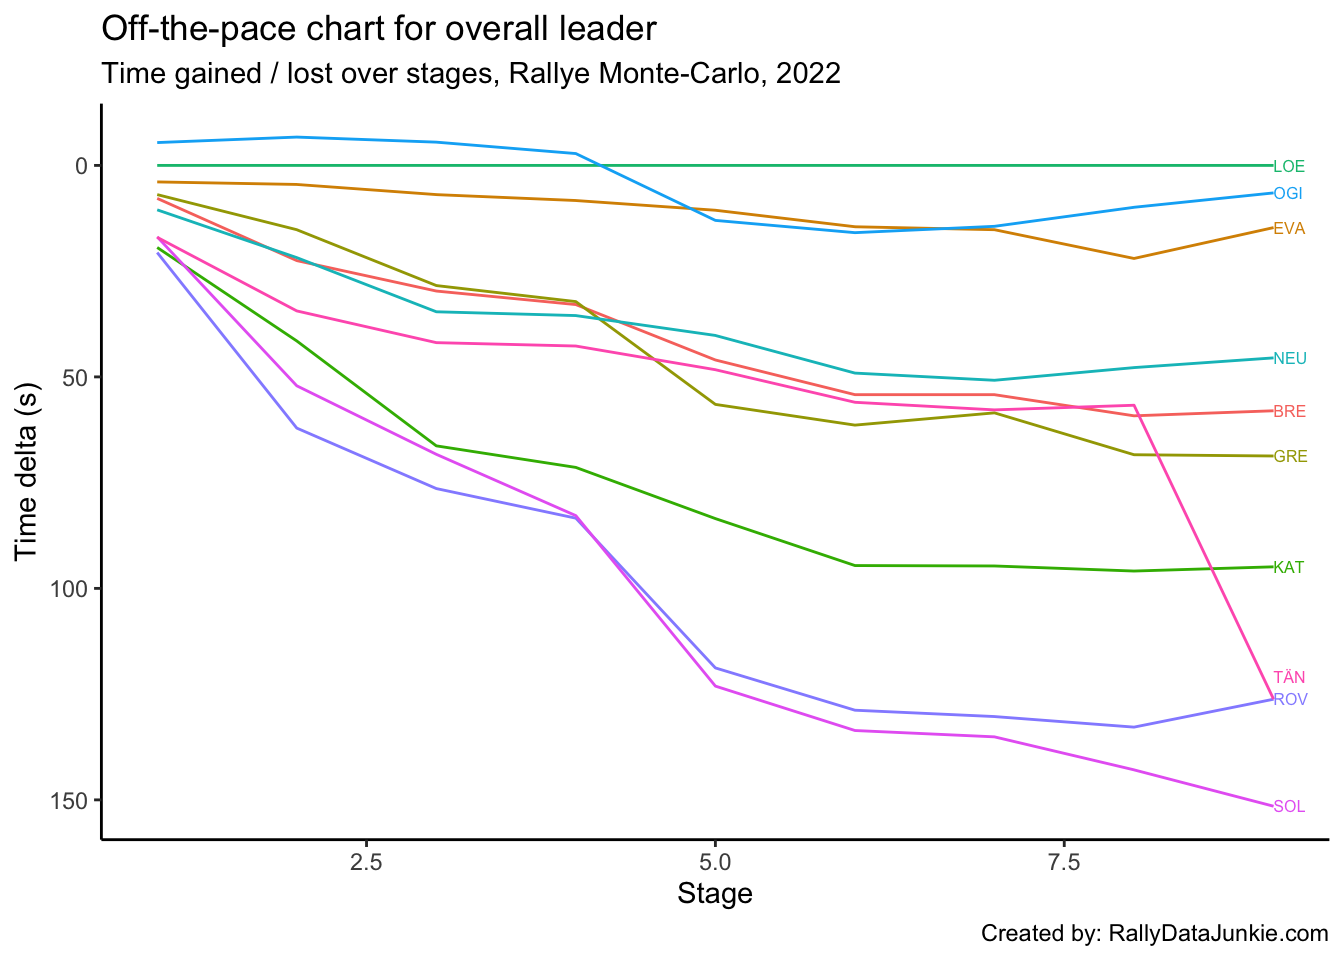 Off-the-pace chart for overall leader
Time gained / lost over stages, Rallye Monte-Carlo, 2022
Time delta (s)
0
50
100
150
LOE
OGI
EVA
NEU
BRE
GRE
KAT
TÄN
ROV
SOL
2.5 5.0 7.5
Stage
Created by: RallyDataJunkie.com